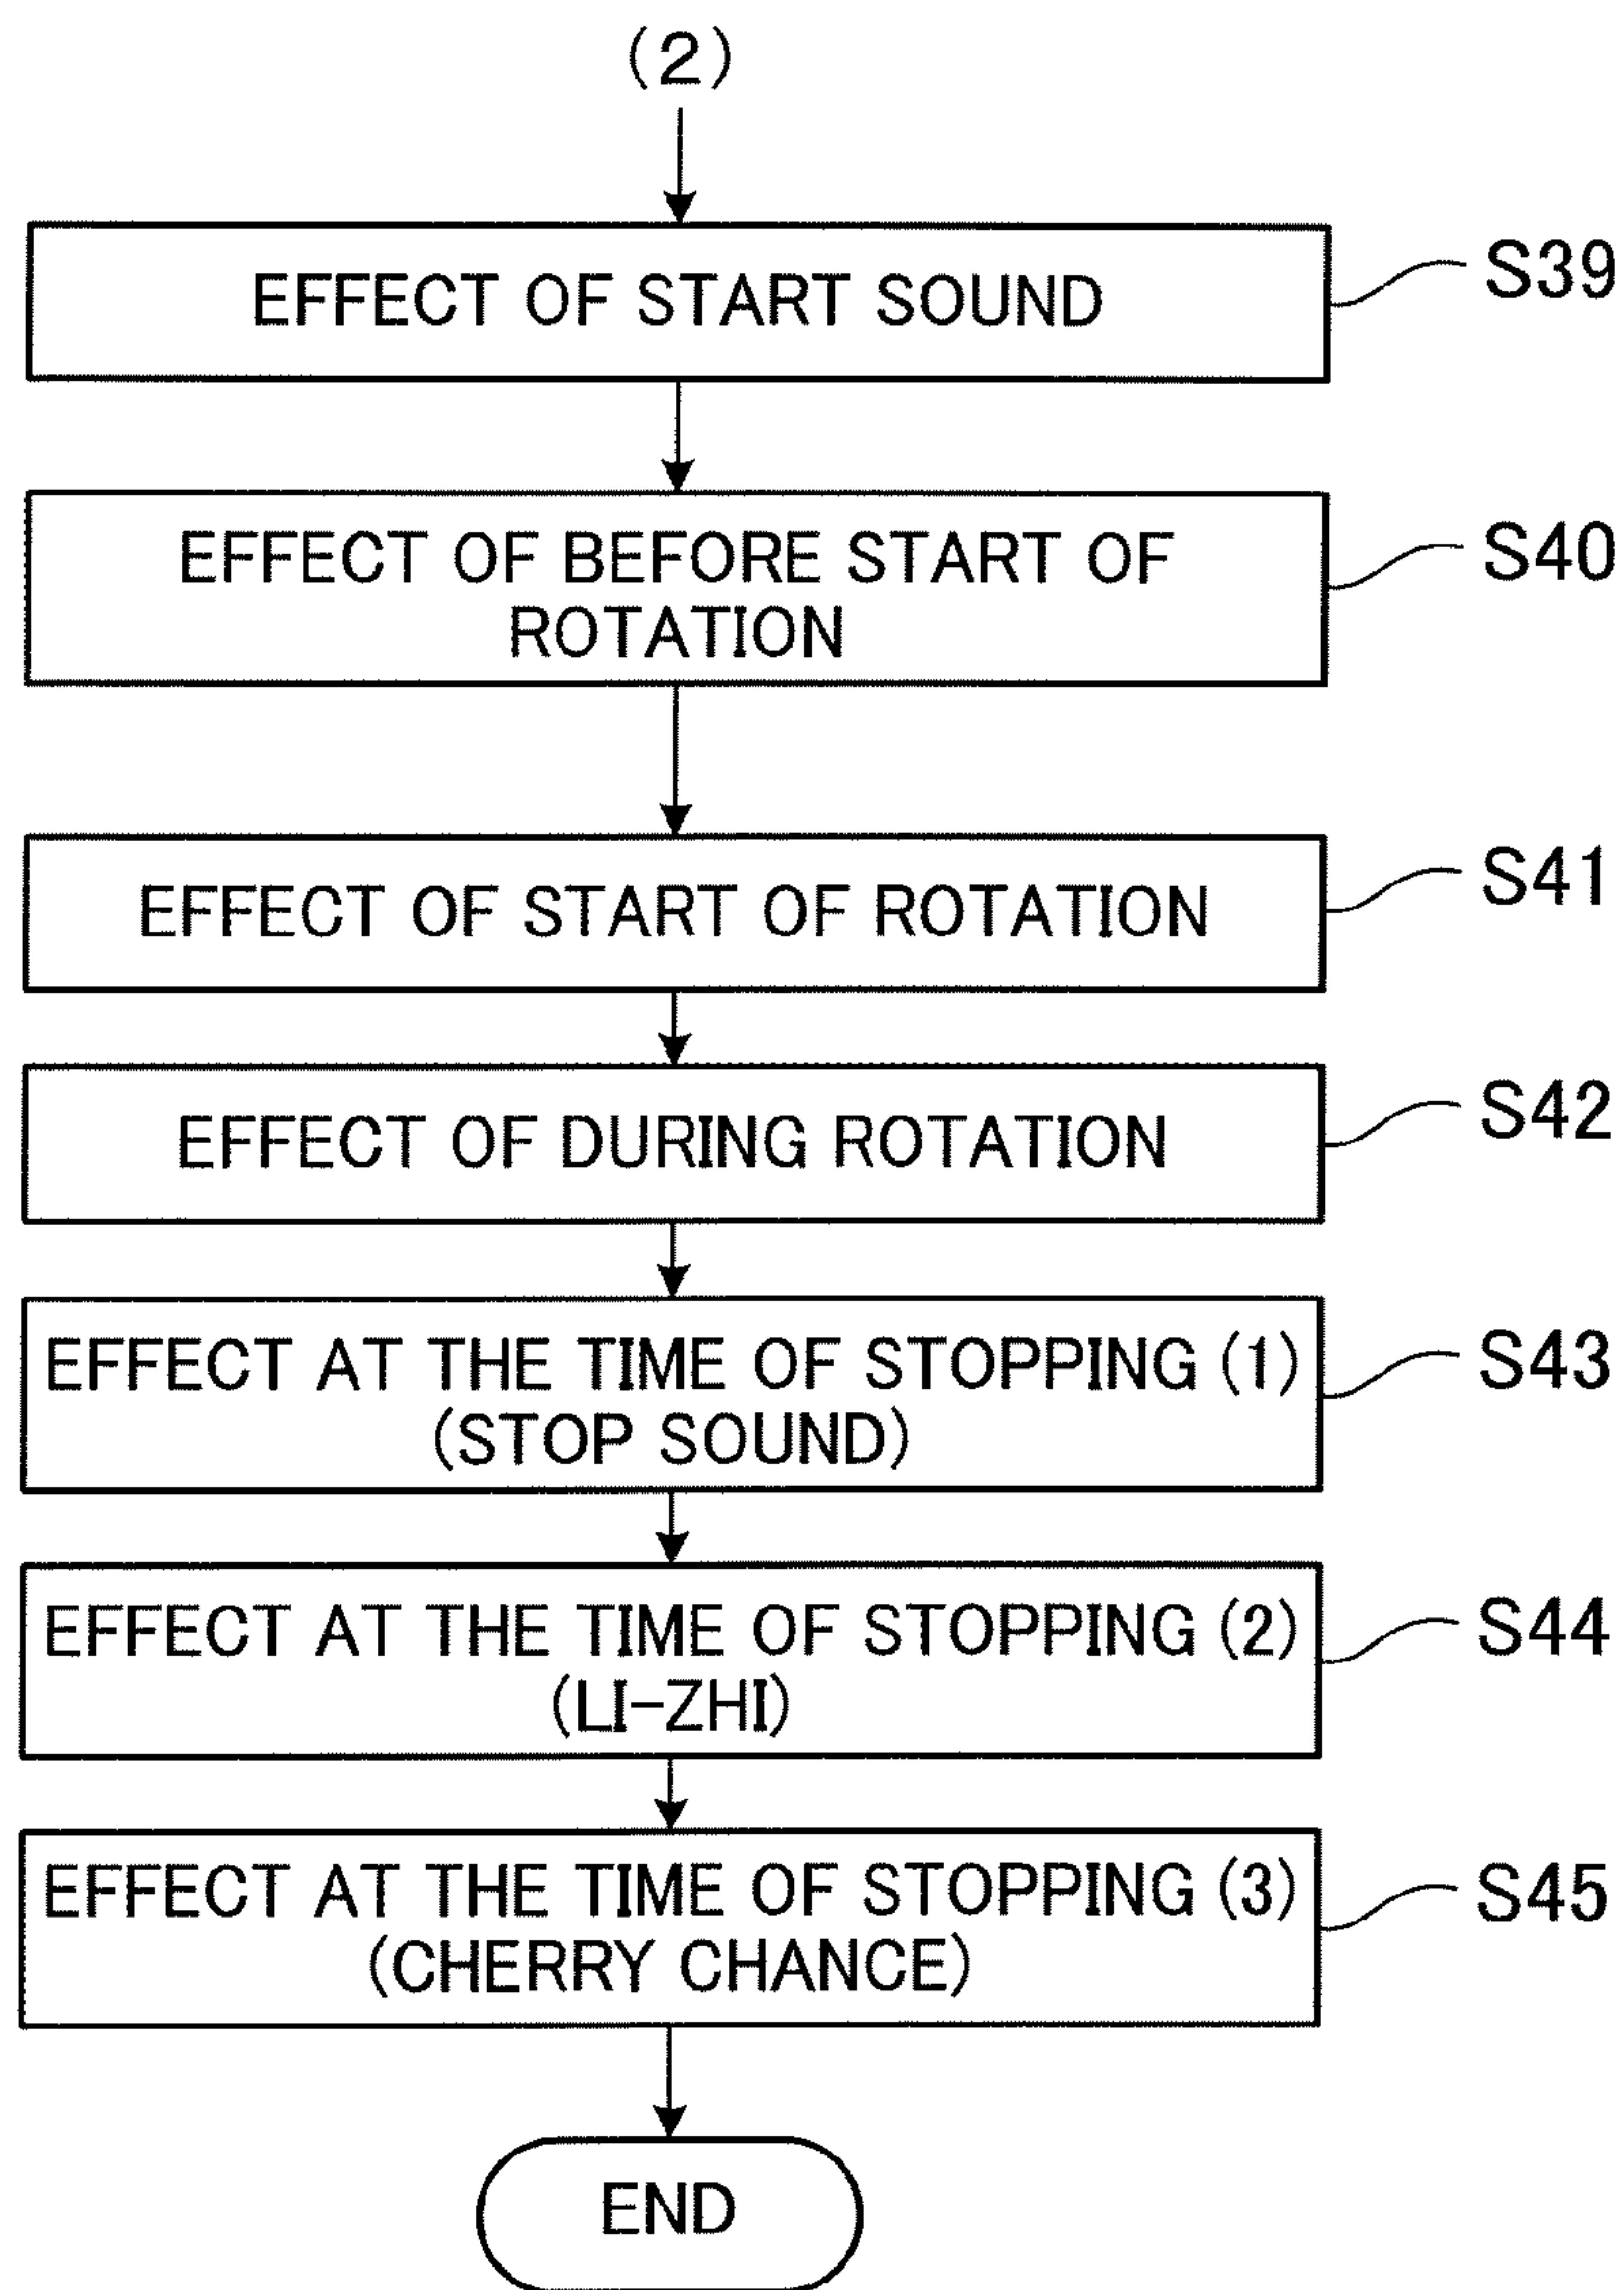 (2)
EFFECT OF START SOUND
S39
EFFECT OF BEFORE START OF
ROTATION
S40
EFFECT OF START OF ROTATION
S41
EFFECT OF DURING ROTATION
S42
EFFECT AT THE TIME OF STOPPING (1)
(STOP SOUND)
S43
EFFECT AT THE TIME OF STOPPING (2)
(LI-ZHI)
S44
EFFECT AT THE TIME OF STOPPING (3)
(CHERRY CHANCE)
S45
END